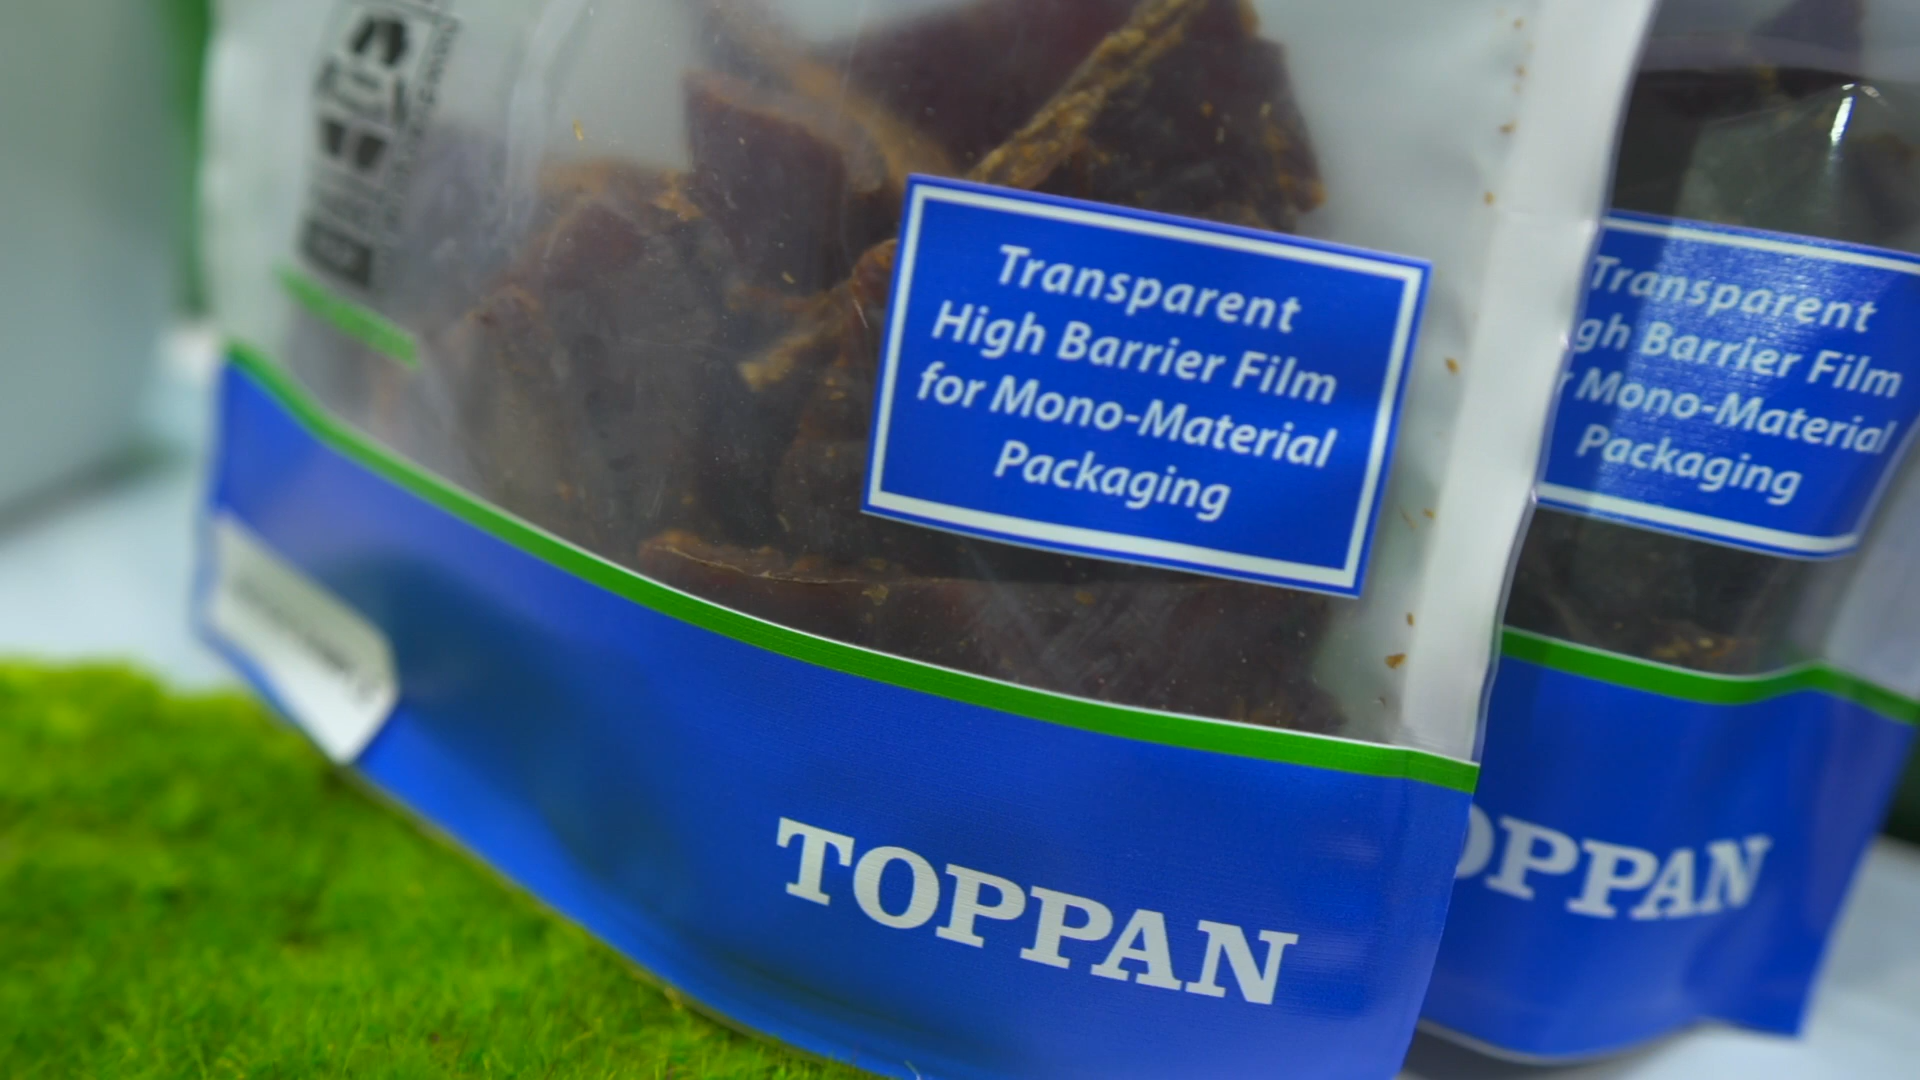 Transparent
High Barrier Film
for Mono-Material
Packaging
TOPPAN
Transparent
gh Barrier Film
r Mono-Material
Packaging
OPPAN